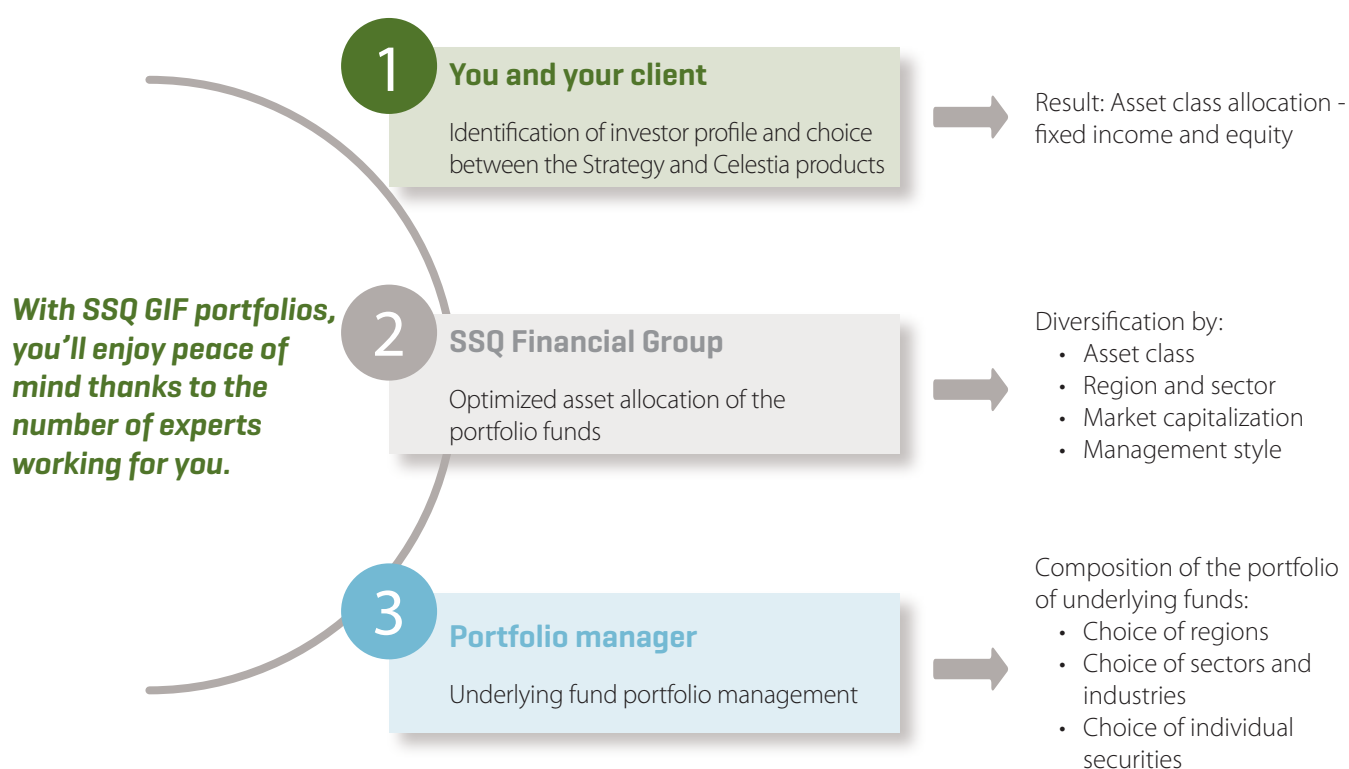 1
You and your client
Identification of investor profile and choice
between the Strategy and Celestia products
Result: Asset class allocation -
fixed income and equity
With SSQ GIF portfolios,
you'll enjoy peace of
mind thanks to the
number of experts
working for you.
2
SSQ Financial Group
Optimized asset allocation of the
portfolio funds
Diversification by:
• Asset class
• Region and sector
• Market capitalization
• Management style
3
Portfolio manager
Underlying fund portfolio management
Composition of the portfolio
of underlying funds:
• Choice of regions
• Choice of sectors and
industries
• Choice of individual
securities